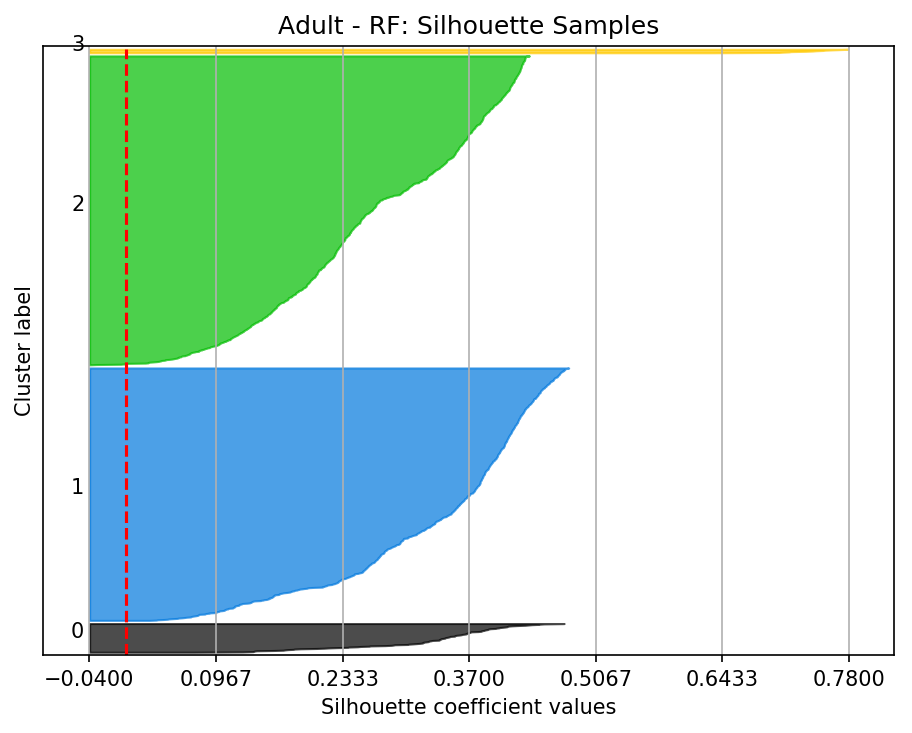 Adult - RF: Silhouette Samples
3
2
1
0
Cluster label
−0.0400 0.0967 0.2333 0.3700 0.5067 0.6433 0.7800
Silhouette coefficient values